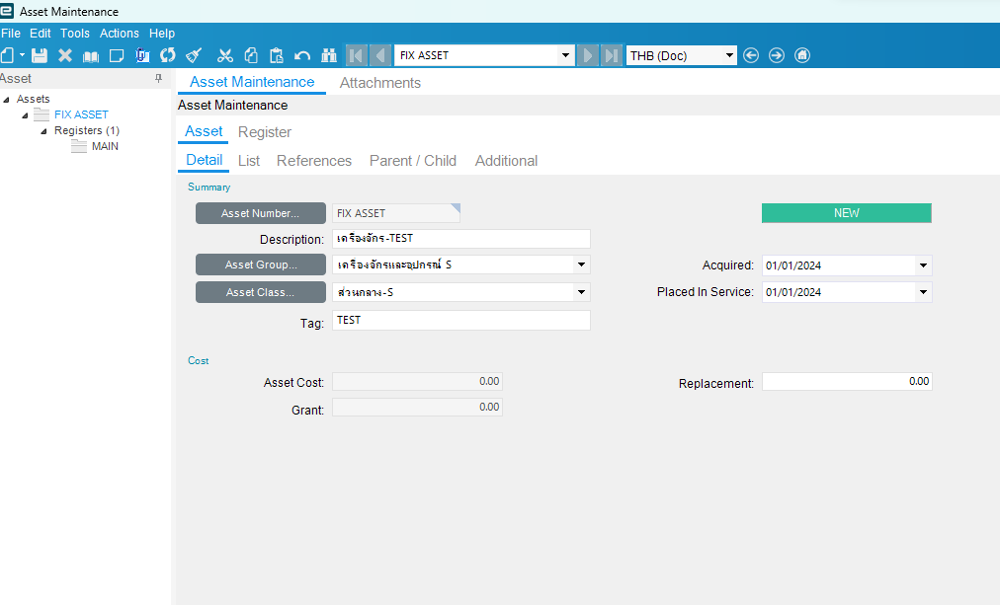 Asset Maintenance
File Edit Tools Actions Help
FIX ASSET THB (Doc)
Asset
Assets
FIX ASSET
Registers (1)
MAIN
Asset Maintenance Attachments
Asset Maintenance
Asset Register
Detail List References Parent / Child Additional
Summary
Asset Number... FIX ASSET NEW
Description: เครื่องจักร-TEST
Asset Group... เครื่องจักรและอุปกรณ์ S Acquired: 01/01/2024
Asset Class... ส่วนกลาง-S Placed In Service: 01/01/2024
Tag: TEST
Cost
Asset Cost: 0.00 Replacement: 0.00
Grant: 0.00